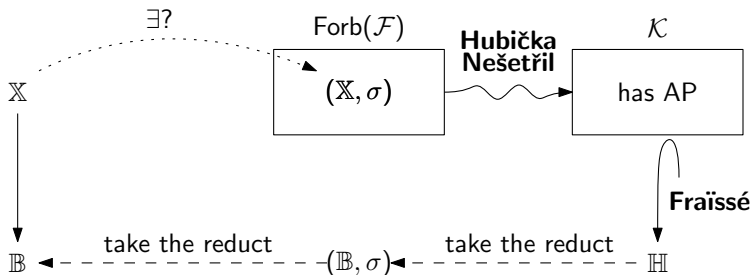 ∃?
Forb(ℱ)
Hubička
Nešetřil
𝒦
𝕏
(𝕏, σ)
has AP
Fraïssé
take the reduct
take the reduct
𝔹
(𝔹, σ)
ℍ